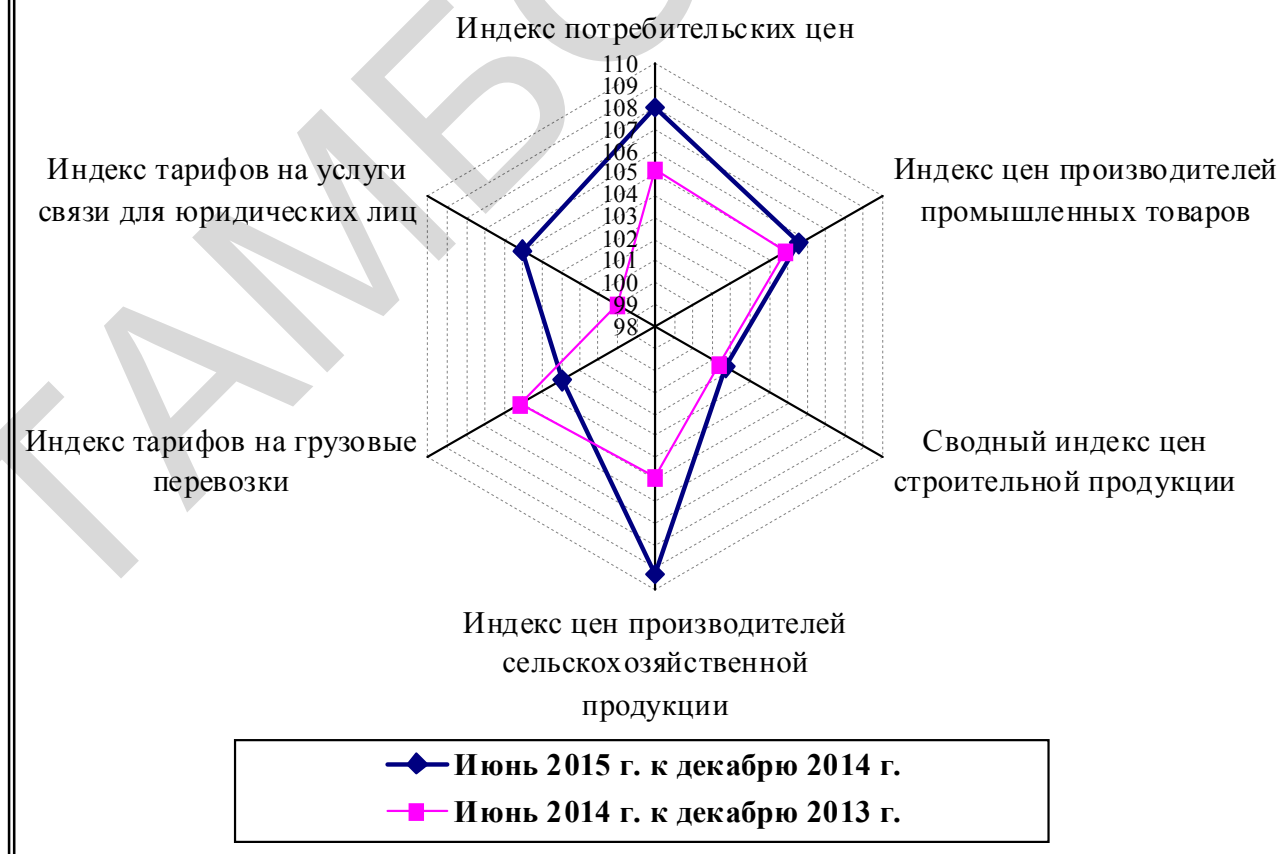 ТАМБО
Индекс потребительских цен
110
109
108
107
106
105
104
103
102
101
100
99
98
Индекс тарифов на услуги
связи для юридических лиц
Индекс цен производителей
промышленных товаров
Индекс тарифов на грузовые
перевозки
Сводный индекс цен
строительной продукции
Индекс цен производителей
сельскохозяйственной
продукции
Июнь 2015 г. к декабрю 2014 г.
Июнь 2014 г. к декабрю 2013 г.